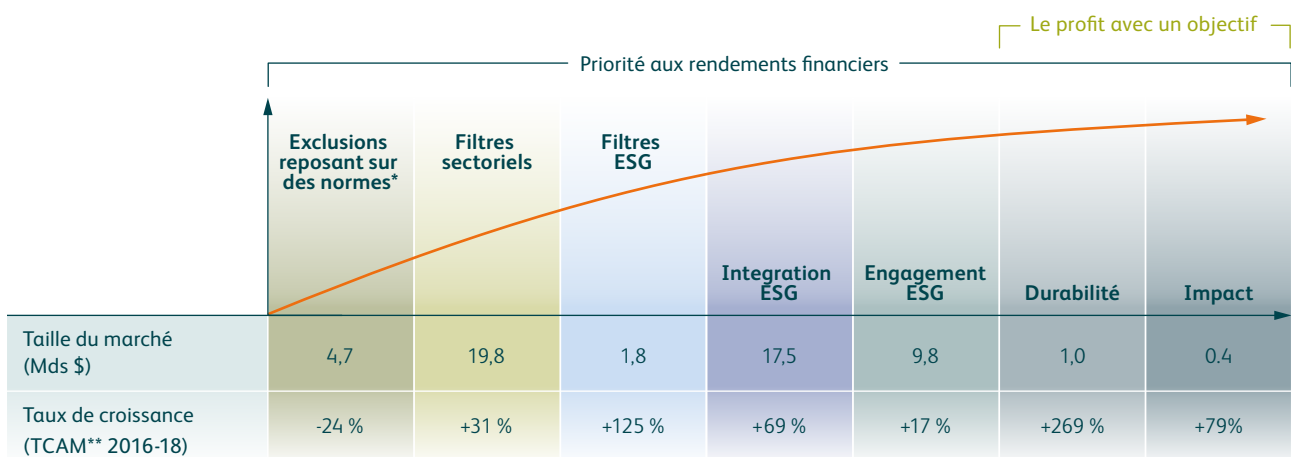 Le profit avec un objectif
Priorité aux rendements financiers
Exclusions
reposant sur
des normes*
Filtres
sectoriels
Filtres
ESG
Integration
ESG
Engagement
ESG
Durabilité
Impact
Taille du marché
(Mds $)
4,7
19,8
1,8
17,5
9,8
1,0
0.4
Taux de croissance
(TCAM** 2016-18)
-24 %
+31 %
+125 %
+69 %
+17 %
+269 %
+79%